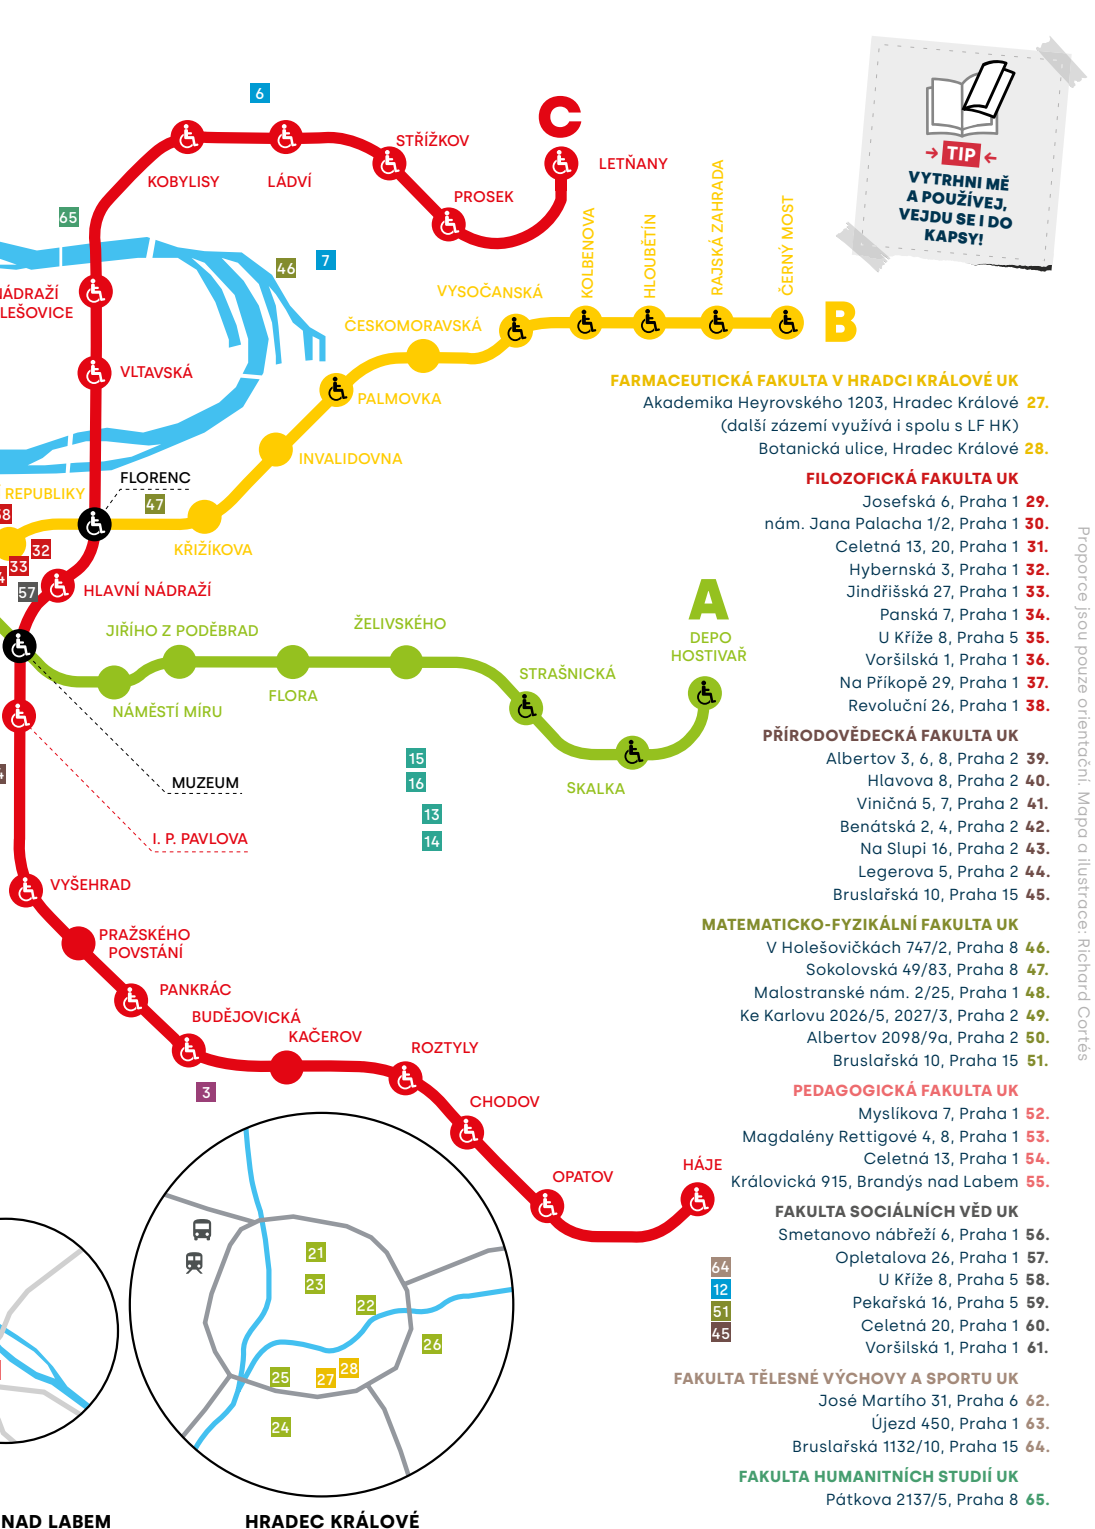 6
C
STŘÍŽKOV
LETŇANY
KOBYLISY
LÁDVÍ
PROSEK
65
46
7
NÁDRAŽÍ
LEŠOVICE
VLTAVSKÁ
VYSOČANSKÁ
ČESKOMORAVSKÁ
KOLBENOVA
HLOUBĚTÍN
RAJSKÁ ZAHRADA
ČERNÝ MOST
B
PALMOVKA
INVALIDOVNA
FLORENC
REPUBLIKY
47
KŘIŽÍKOVA
32
33
57
HLAVNÍ NÁDRAŽÍ
JIŘÍHO Z PODĚBRAD
ŽELIVSKÉHO
A
DEPO
HOSTIVAŘ
STRAŠNICKÁ
FLORA
NÁMĚSTÍ MÍRU
MUZEUM
SKALKA
15
16
13
14
I. P. PAVLOVA
VYŠEHRAD
PRAŽSKÉHO
POVSTÁNÍ
PANKRÁC
BUDĚJOVICKÁ
KAČEROV
ROZTYLY
3
CHODOV
OPATOV
HÁJE
64
12
51
45
21
23
22
26
25
27
28
24
NAD LABEM
HRADEC KRÁLOVÉ
TIP
VYTRHNI MĚ
A POUŽÍVEJ,
VEJDU SE I DO
KAPSY!
FARMACEUTICKÁ FAKULTA V HRADCI KRÁLOVÉ UK
Akademika Heyrovského 1203, Hradec Králové 27.
(další zázemí využívá i spolu s LF HK)
Botanická ulice, Hradec Králové 28.
FILOZOFICKÁ FAKULTA UK
Josefská 6, Praha 1 29.
nám. Jana Palacha 1/2, Praha 1 30.
Celetná 13, 20, Praha 1 31.
Hybernská 3, Praha 1 32.
Jindřišská 27, Praha 1 33.
Panská 7, Praha 1 34.
U Kříže 8, Praha 5 35.
Voršilská 1, Praha 1 36.
Na Příkopě 29, Praha 1 37.
Revoluční 26, Praha 1 38.
PŘÍRODOVĚDECKÁ FAKULTA UK
Albertov 3, 6, 8, Praha 2 39.
Hlavova 8, Praha 2 40.
Viničná 5, 7, Praha 2 41.
Benátská 2, 4, Praha 2 42.
Na Slupi 16, Praha 2 43.
Legerova 5, Praha 2 44.
Bruslařská 10, Praha 15 45.
MATEMATICKO-FYZIKÁLNÍ FAKULTA UK
V Holešovičkách 747/2, Praha 8 46.
Sokolovská 49/83, Praha 8 47.
Malostranské nám. 2/25, Praha 1 48.
Ke Karlovu 2026/5, 2027/3, Praha 2 49.
Albertov 2098/9a, Praha 2 50.
Bruslařská 10, Praha 15 51.
PEDAGOGICKÁ FAKULTA UK
Myslíkova 7, Praha 1 52.
Magdalény Rettigové 4, 8, Praha 1 53.
Celetná 13, Praha 1 54.
Královická 915, Brandýs nad Labem 55.
FAKULTA SOCIÁLNÍCH VĚD UK
Smetanovo nábřeží 6, Praha 1 56.
Opletalova 26, Praha 1 57.
U Kříže 8, Praha 5 58.
Pekařská 16, Praha 5 59.
Celetná 20, Praha 1 60.
Voršilská 1, Praha 1 61.
FAKULTA TĚLESNÉ VÝCHOVY A SPORTU UK
José Martího 31, Praha 6 62.
Újezd 450, Praha 1 63.
Bruslařská 1132/10, Praha 15 64.
FAKULTA HUMANITNÍCH STUDIÍ UK
Pátkova 2137/5, Praha 8 65.
Proporce jsou pouze orientační. Mapa a ilustrace: Richard Cortés